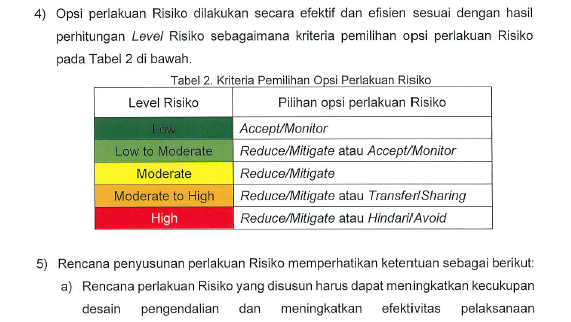 4) Opsi perlakuan Risiko dilakukan secara efektif dan efisien sesuai dengan hasil
perhitungan Level Risiko sebagaimana kriteria pemilihan opsi perlakuan Risiko
pada Tabel 2 di bawah.
Tabel 2. Kriteria Pemilihan Opsi Perlakuan Risiko
Level Risiko Pilihan opsi perlakuan Risiko
Low Accept/Monitor
Low to Moderate Reduce/Mitigate atau Accept/Monitor
Moderate Reduce/Mitigate
Moderate to High Reduce/Mitigate atau Transfer/Sharing
High Reduce/Mitigate atau Hindari/Avoid
5) Rencana penyusunan perlakuan Risiko memperhatikan ketentuan sebagai berikut:
a) Rencana perlakuan Risiko yang disusun harus dapat meningkatkan kecukupan
desain pengendalian dan meningkatkan efektivitas pelaksanaan